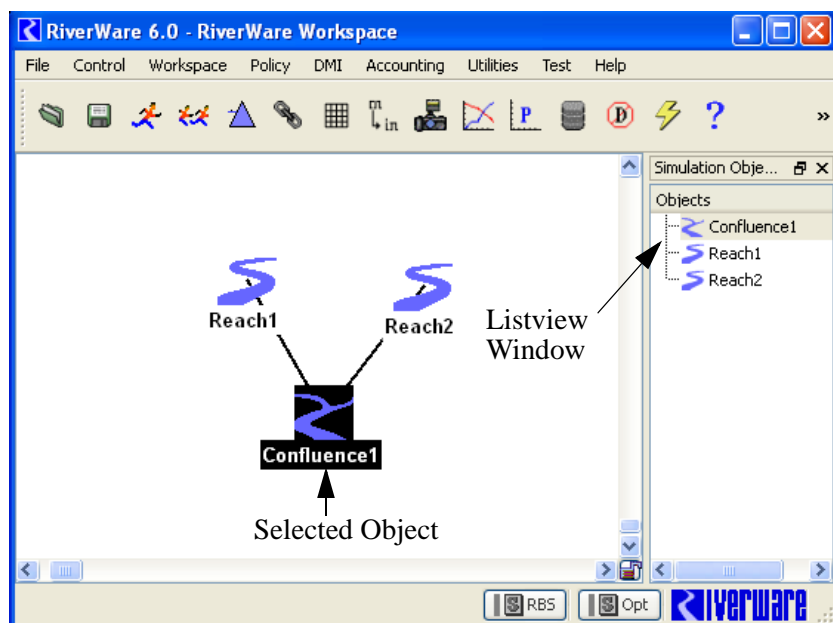 RiverWare 6.0 - RiverWare Workspace
File Control Workspace Policy DMI Accounting Utilities Test Help
m
in
P
D
?
»
Simulation Obje...
Objects
Confluence1
Reach1
Reach2
Reach1
Reach2
Listview
Window
Confluence1
Selected Object
S RBS
S Opt
RiverWare